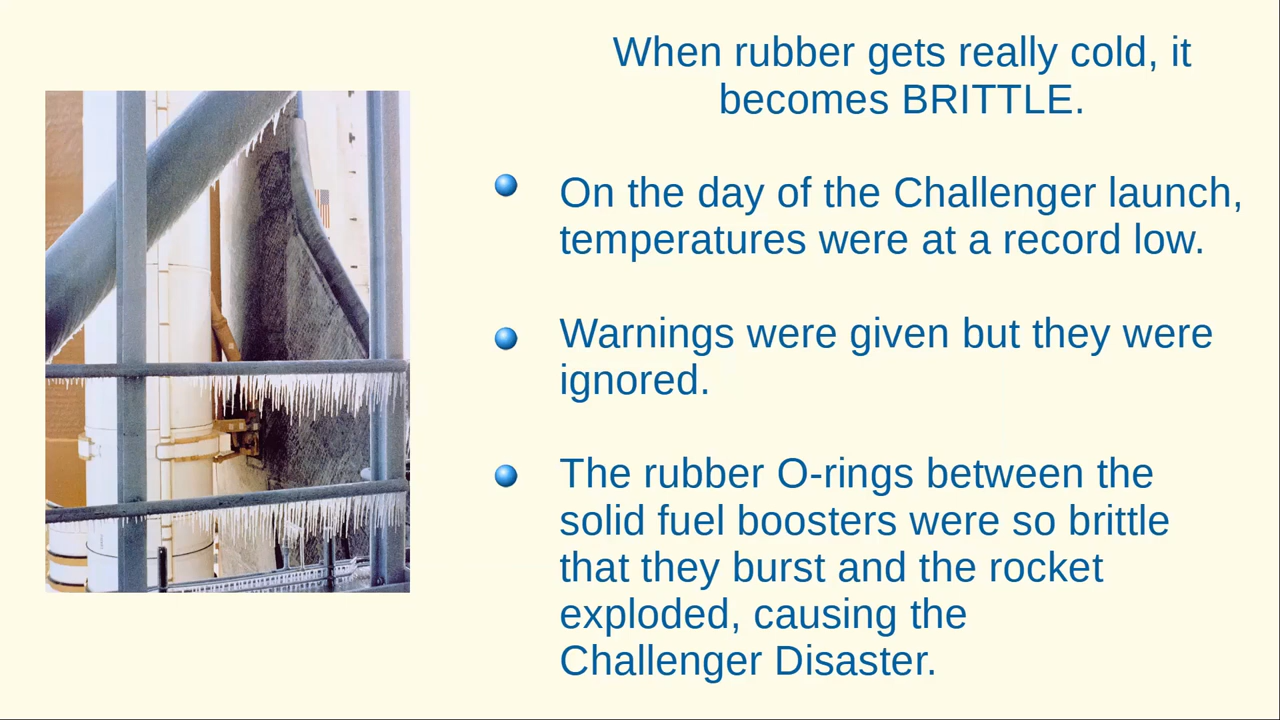 When rubber gets really cold, it
becomes BRITTLE.
On the day of the Challenger launch,
temperatures were at a record low.
Warnings were given but they were
ignored.
The rubber O-rings between the
solid fuel boosters were so brittle
that they burst and the rocket
exploded, causing the
Challenger Disaster.